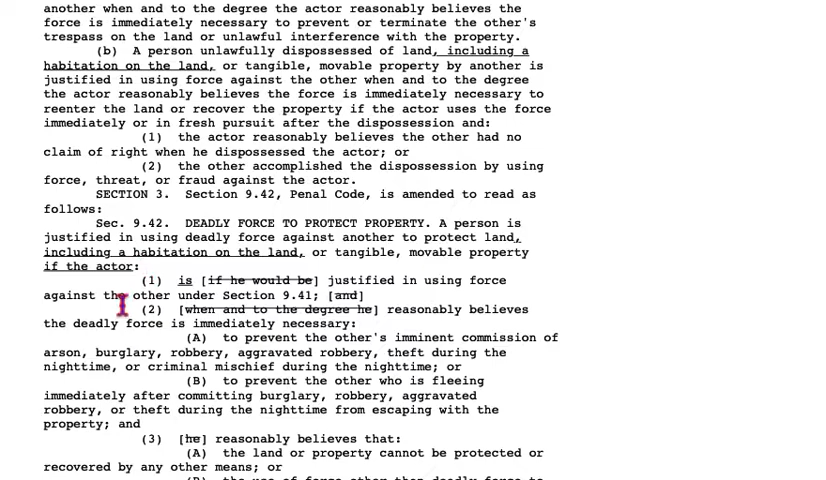 another when and to the degree the actor reasonably believes the
force is immediately necessary to prevent or terminate the other's
trespass on the land or unlawful interference with the property.
(b) A person unlawfully dispossessed of land, including a
habitation on the land, or tangible, movable property by another is
justified in using force against the other when and to the degree
the actor reasonably believes the force is immediately necessary to
reenter the land or recover the property if the actor uses the force
immediately or in fresh pursuit after the dispossession and:
(1) the actor reasonably believes the other had no
claim of right when he dispossessed the actor; or
(2) the other accomplished the dispossession by using
force, threat, or fraud against the actor.
SECTION 3. Section 9.42, Penal Code, is amended to read as
follows:
Sec. 9.42. DEADLY FORCE TO PROTECT PROPERTY. A person is
justified in using deadly force against another to protect land,
including a habitation on the land, or tangible, movable property
if the actor:
(1) is [if he would be] justified in using force
against the other under Section 9.41; [and]
(2) [when and to the degree he] reasonably believes
the deadly force is immediately necessary:
(A) to prevent the other's imminent commission of
arson, burglary, robbery, aggravated robbery, theft during the
nighttime, or criminal mischief during the nighttime; or
(B) to prevent the other who is fleeing
immediately after committing burglary, robbery, aggravated
robbery, or theft during the nighttime from escaping with the
property; and
(3) [he] reasonably believes that:
(A) the land or property cannot be protected or
recovered by any other means; or
(B) the use of force other than deadly force to